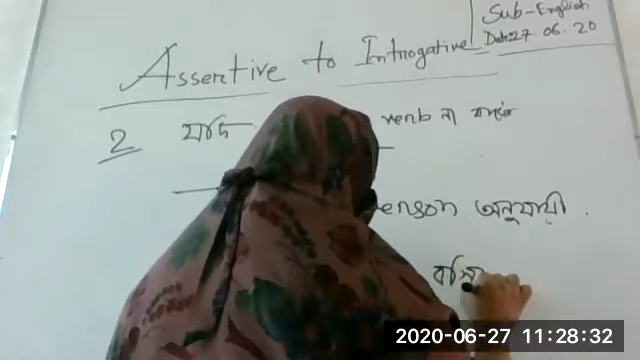 Sub-English
Date:27.06.20
Assertive to Introgative
2 যদি verb না থাকে
erson অনুযায়ী .
2020-06-27 11:28:32